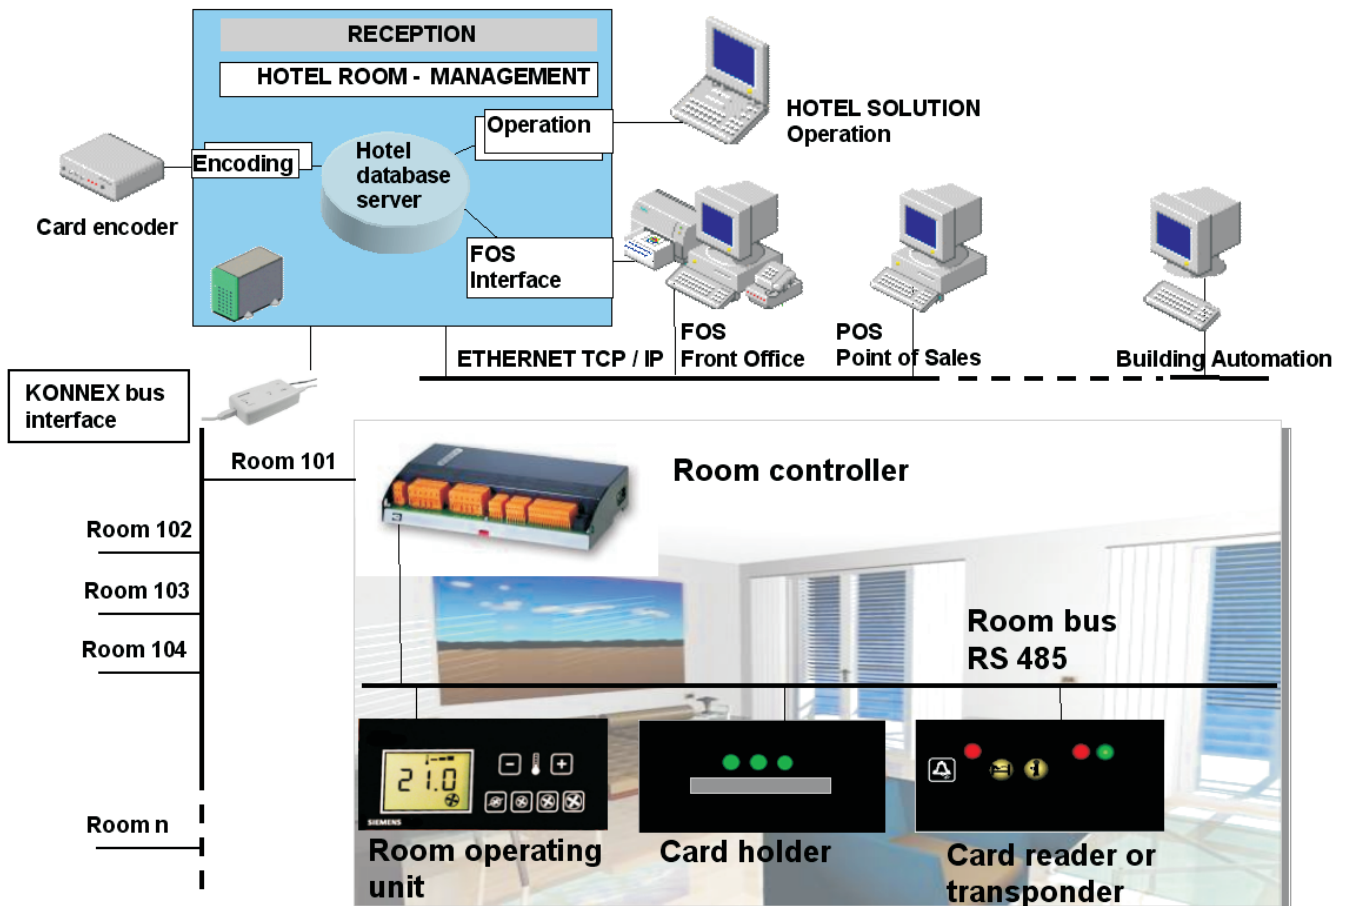 RECEPTION
HOTEL ROOM - MANAGEMENT
Operation
HOTEL SOLUTION
Operation
Encoding
Hotel
database
server
Card encoder
FOS
Interface
FOS
Front Office
POS
Point of Sales
Building Automation
ETHERNET TCP / IP
KONNEX bus
interface
Room 101
Room controller
Room 102
Room 103
Room 104
Room n
Room bus
RS 485
21.0
SIEMENS
Room operating
unit
Card holder
Card reader or
transponder